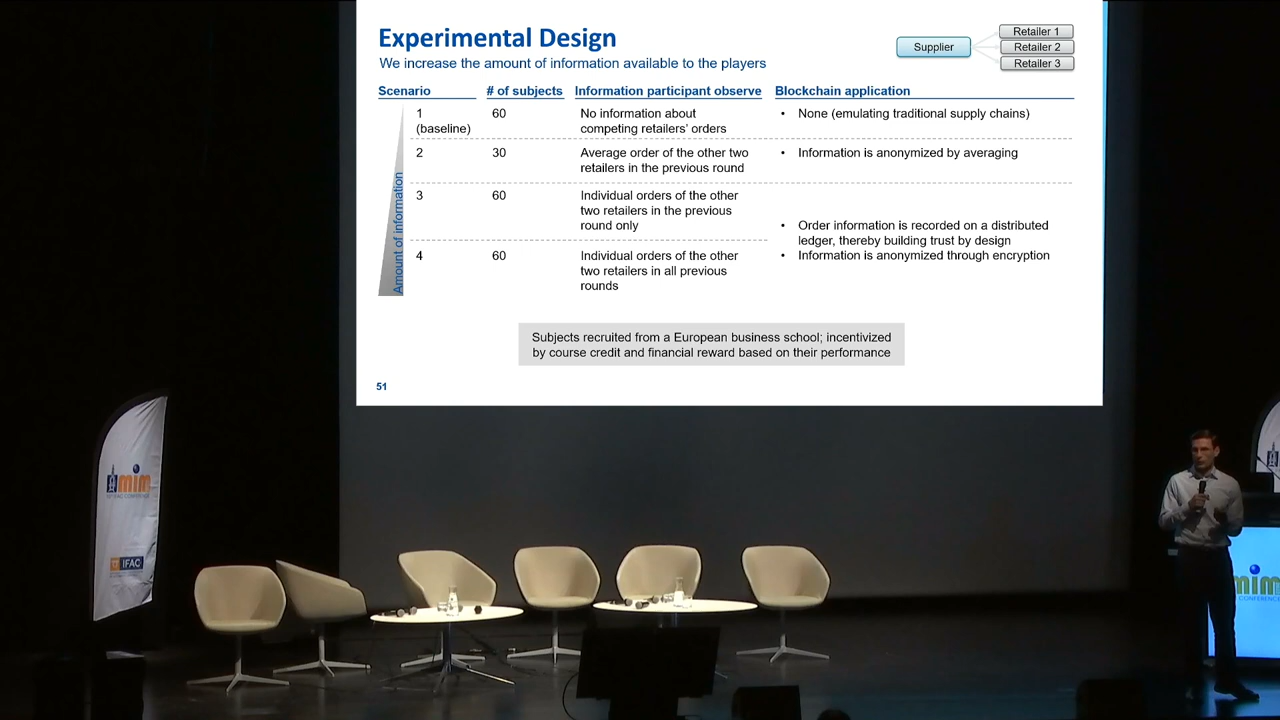 Experimental Design
We increase the amount of information available to the players
Supplier
Retailer 1
Retailer 2
Retailer 3
Scenario # of subjects Information participant observe Blockchain application
1 60 No information about • None (emulating traditional supply chains)
(baseline) competing retailers' orders
2 30 Average order of the other two • Information is anonymized by averaging
retailers in the previous round
3 60 Individual orders of the other
two retailers in the previous
round only
• Order information is recorded on a distributed
ledger, thereby building trust by design
4 60 Individual orders of the other • Information is anonymized through encryption
two retailers in all previous
rounds
Amount of information
Subjects recruited from a European business school; incentivized
by course credit and financial reward based on their performance
51
mim
IFAC CONFERENCE
IFAC
mim
CONFERENCE